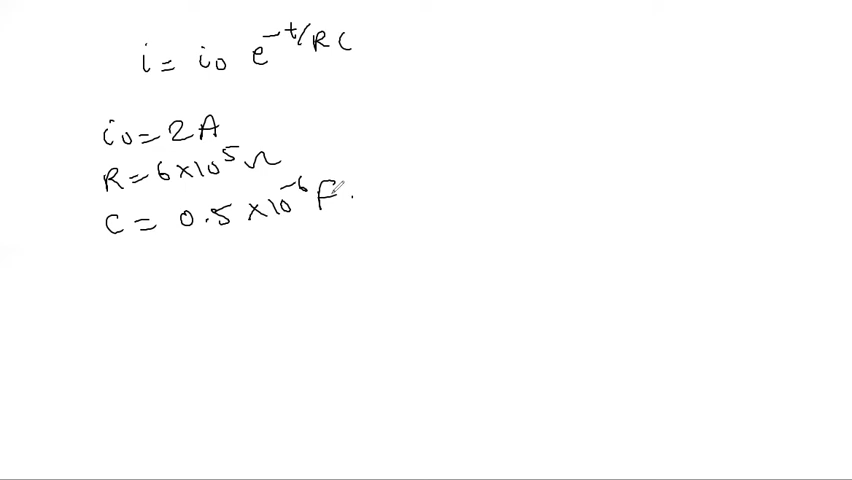 i = i₀ e^{-t/RC}
i₀ = 2A
R = 6×10⁵ Ω
C = 0.5 ×10⁻⁶ F.